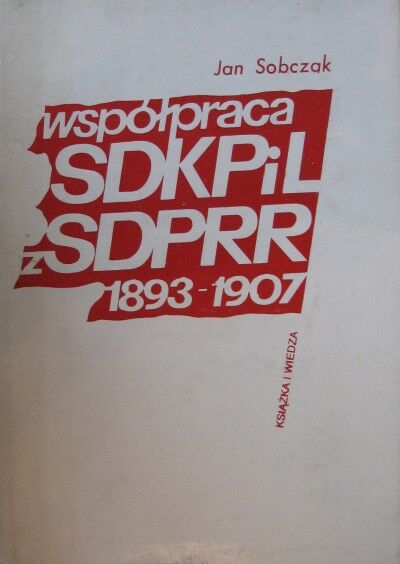 Jan Sobczak
współpraca
SDKPiL
z SDPRR
1893-1907
KSIĄŻKA I WIEDZA